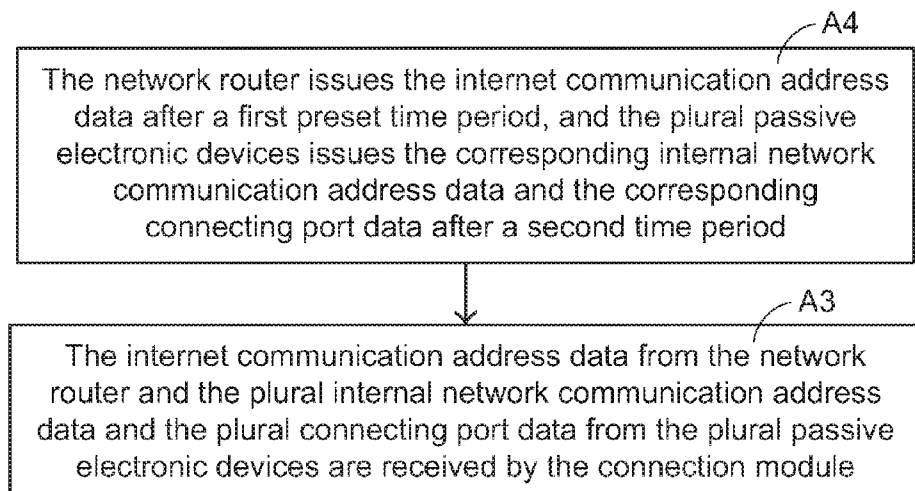 A4
The network router issues the internet communication address
data after a first preset time period, and the plural passive
electronic devices issues the corresponding internal network
communication address data and the corresponding
connecting port data after a second time period
A3
The internet communication address data from the network
router and the plural internal network communication address
data and the plural connecting port data from the plural passive
electronic devices are received by the connection module